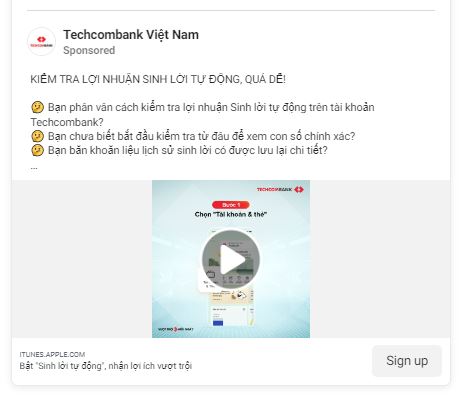 Techcombank Việt Nam
TECHCOMBANK
Sponsored
KIỂM TRA LỢI NHUẬN SINH LỜI TỰ ĐỘNG, QUÁ DỄ!
🤔 Bạn phân vân cách kiểm tra lợi nhuận Sinh lời tự động trên tài khoản
Techcombank?
🤔 Bạn chưa biết bắt đầu kiểm tra từ đâu để xem con số chính xác?
🤔 Bạn băn khoăn liệu lịch sử sinh lời có được lưu lại chi tiết?
...
TECHCOMBANK
Bước 1
Chọn "Tài khoản & thẻ"
ITUNES.APPLE.COM
Bật "Sinh lời tự động", nhận lợi ích vượt trội
Sign up